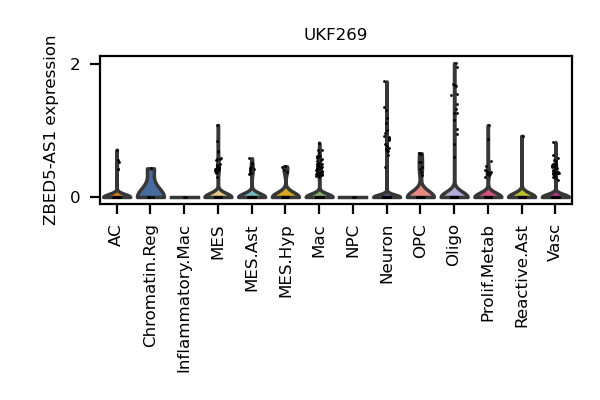 UKF269
ZBED5-AS1 expression
2
0
AC
Chromatin.Reg
Inflammatory.Mac
MES
MES.Ast
MES.Hyp
Mac
NPC
Neuron
OPC
Oligo
Prolif.Metab
Reactive.Ast
Vasc